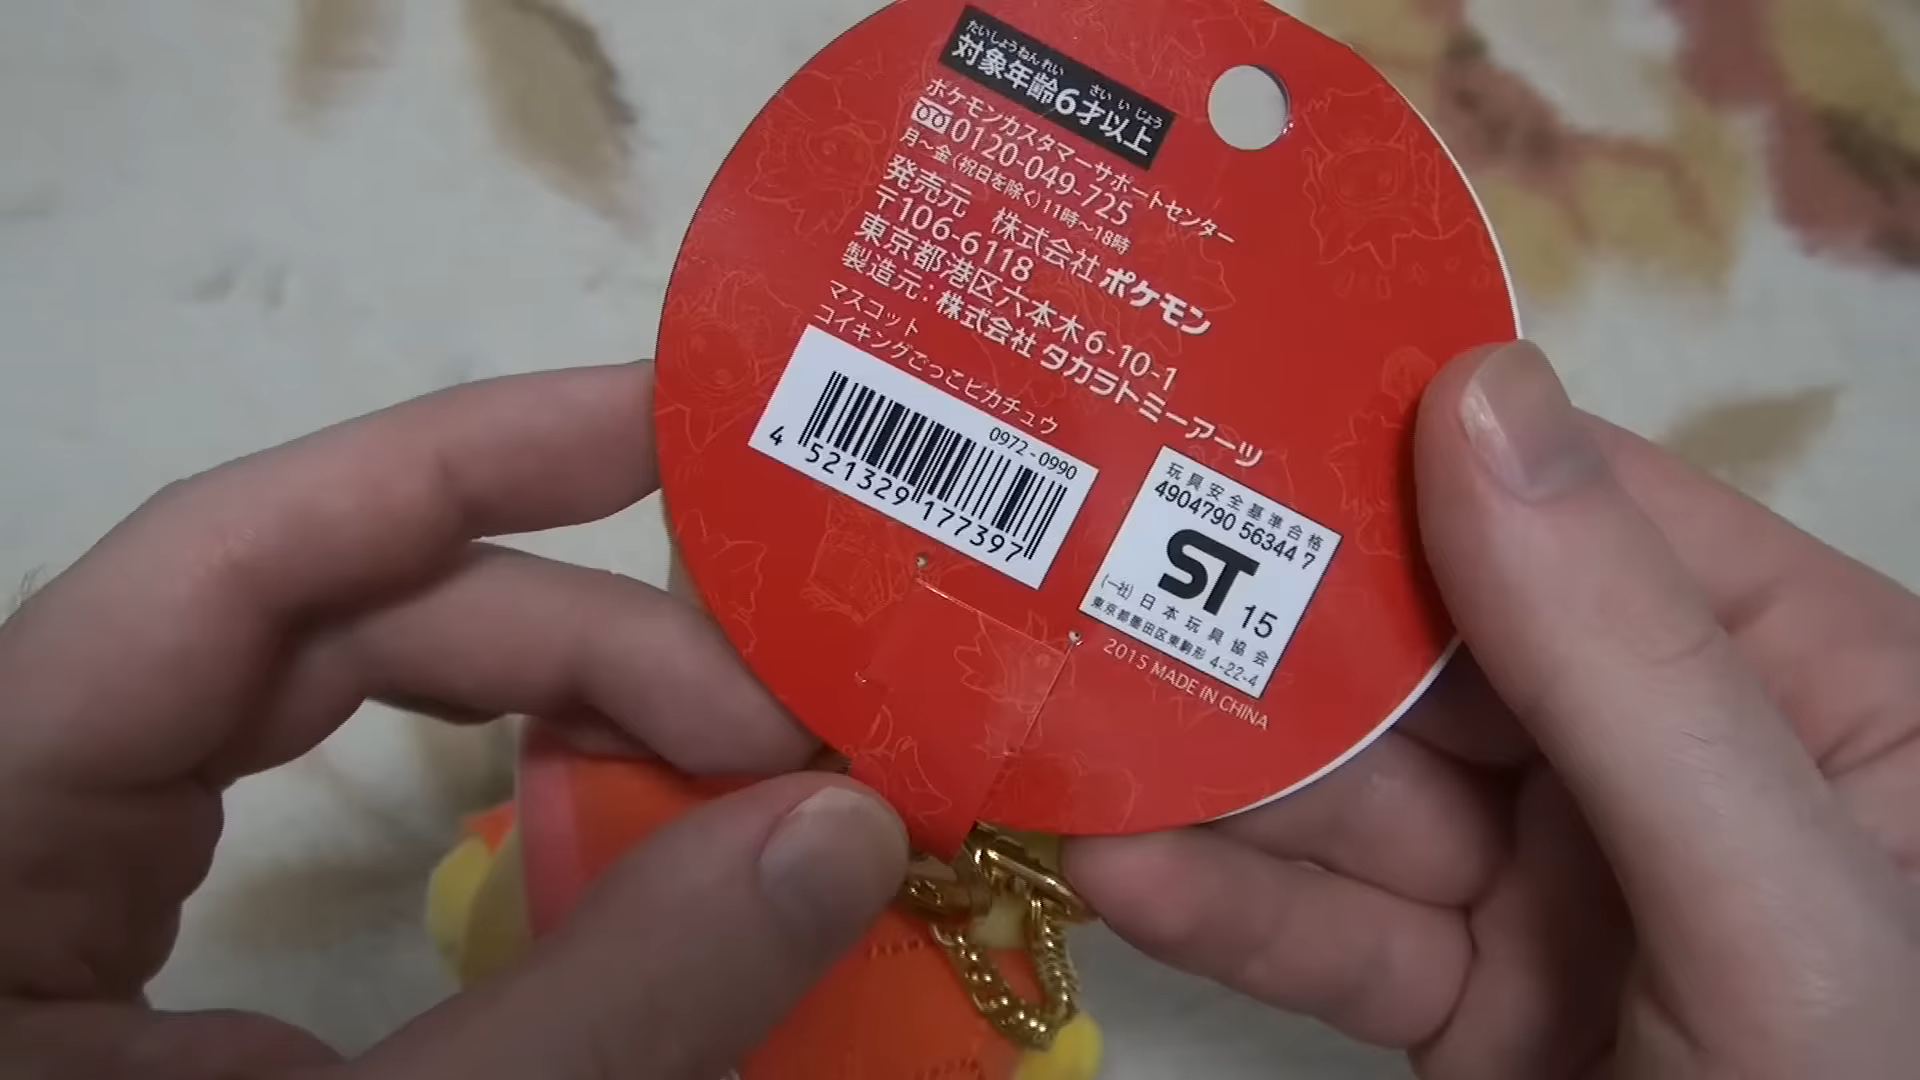 たいしょうねんれい さい い じょう
対象年齢6才以上
ポケモンカスタマーサポートセンター
0120-049-725
月～金(祝日を除く)11時～18時
発売元 株式会社 ポケモン
〒106-6118
東京都港区六本木6-10-1
製造元:株式会社 タカラトミーアーツ
マスコット
コイキングごっこピカチュウ
0972-0990
4 521329 177397
玩具安全基準合格
4904790 56344 7
ST 15
(一社)日本玩具協会
東京都墨田区東駒形 4-22-4
2015 MADE IN CHINA